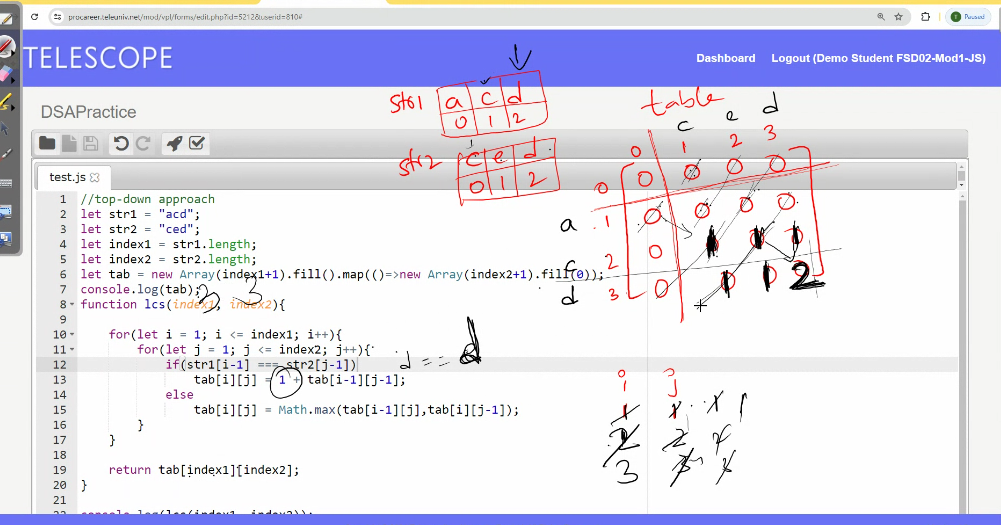 procareer.teleuniv.net/mod/vpl/forms/edit.php?id=5212&userid=810#
Paused
TELESCOPE
Dashboard
Logout (Demo Student FSD02-Mod1-JS)
DSAPractice
str1 a c d
0 1 2
str2 c e d
0 1 2
table
c e d
0 1 2 3
0 0 0 0 0
a 1 0 0 0 0
c 2 0 1 1 1
d 3 0 1 1 2
test.js
1 //top-down approach
2 let str1 = "acd";
3 let str2 = "ced";
4 let index1 = str1.length;
5 let index2 = str2.length;
6 let tab = new Array(index1+1).fill().map(()=>new Array(index2+1).fill(0));
7 console.log(tab);
3 3
8 function lcs(index1, index2){
9
10 for(let i = 1; i <= index1; i++){
11 for(let j = 1; j <= index2; j++){
12 if(str1[i-1] === str2[j-1])
d == d
13 tab[i][j] = 1 + tab[i-1][j-1];
14 else
15 tab[i][j] = Math.max(tab[i-1][j],tab[i][j-1]);
16 }
17 }
18
19 return tab[index1][index2];
20 }
21
console.log(lcs(index1, index2));
i j
1 1 1 1
2 2 2
3 3 3